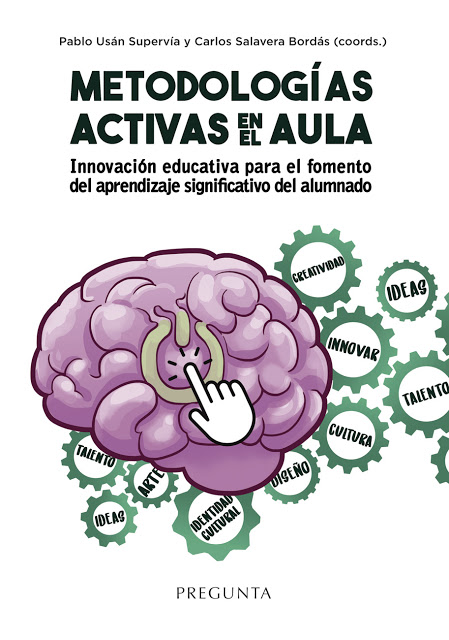 Pablo Usán Supervía y Carlos Salavera Bordás (coords.)
METODOLOGÍAS
ACTIVAS EN EL AULA
Innovación educativa para el fomento
del aprendizaje significativo del alumnado
CREATIVIDAD
IDEAS
INNOVAR
TALENTO
CULTURA
TALENTO
ARTE
DISEÑO
IDEAS
IDENTIDAD
CULTURAL
PREGUNTA